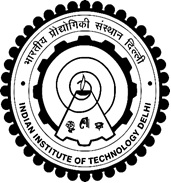 भारतीय प्रौद्योगिकी संस्थान दिल्ली
INDIAN INSTITUTE OF TECHNOLOGY DELHI